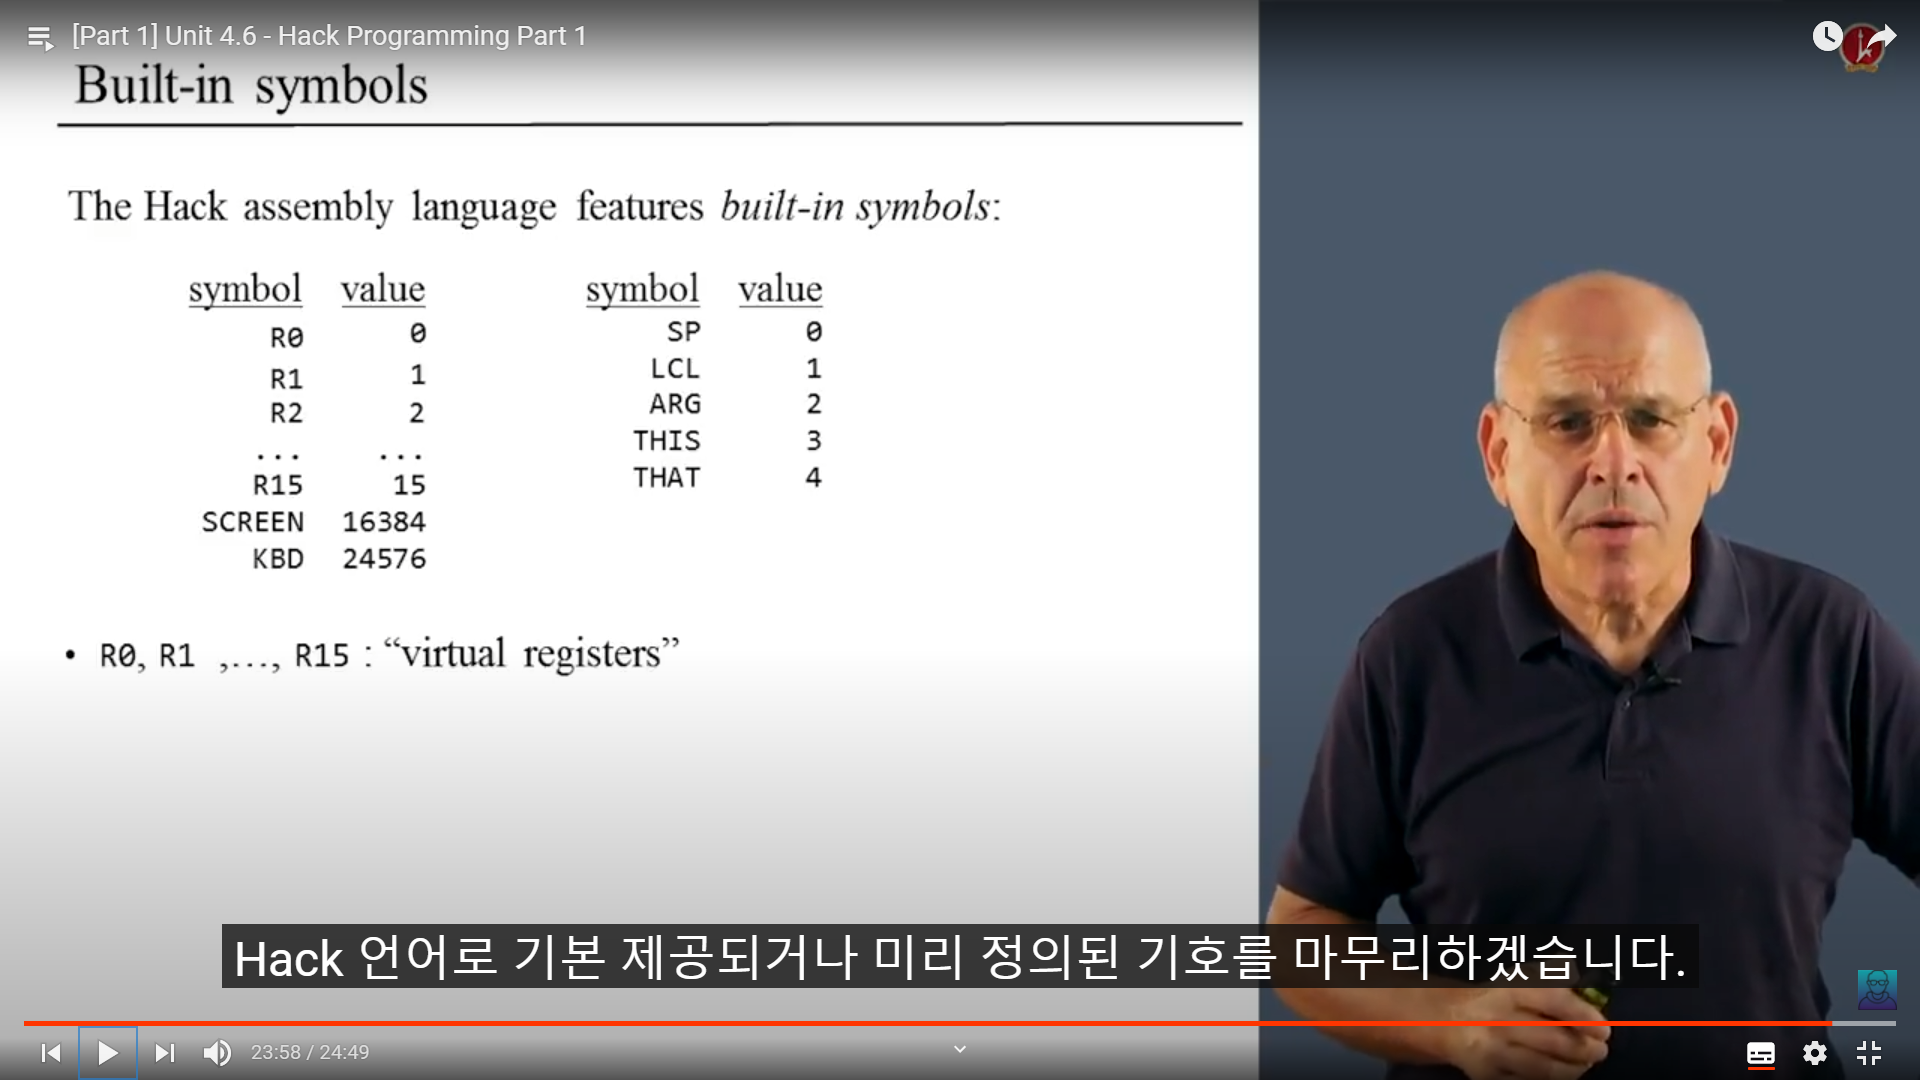 [Part 1] Unit 4.6 - Hack Programming Part 1
Built-in symbols
The Hack assembly language features built-in symbols:
symbol value
R0 0
R1 1
R2 2
... ...
R15 15
SCREEN 16384
KBD 24576
symbol value
SP 0
LCL 1
ARG 2
THIS 3
THAT 4
• R0, R1 ,..., R15 : “virtual registers”
Hack 언어로 기본 제공되거나 미리 정의된 기호를 마무리하겠습니다.
23:58 / 24:49